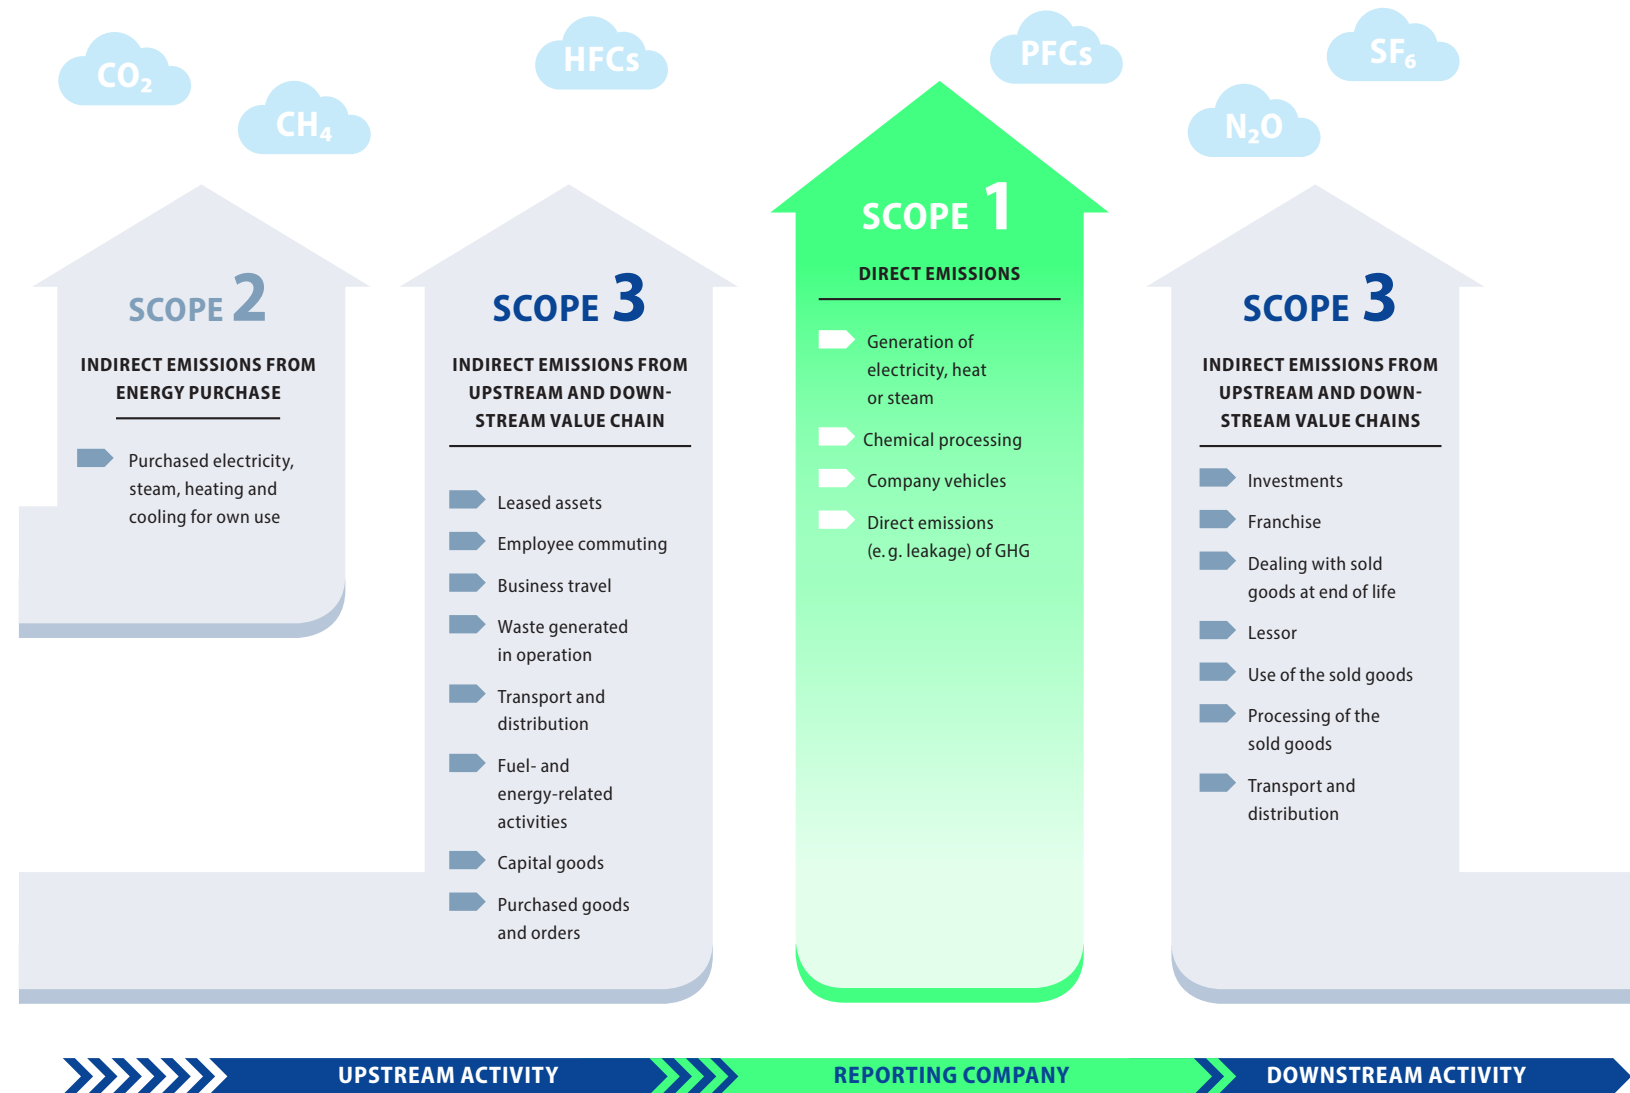 CO₂
CH₄
HFCs
PFCs
N₂O
SF₆
SCOPE 2
INDIRECT EMISSIONS FROM
ENERGY PURCHASE
Purchased electricity,
steam, heating and
cooling for own use
SCOPE 3
INDIRECT EMISSIONS FROM
UPSTREAM AND DOWN-
STREAM VALUE CHAIN
Leased assets
Employee commuting
Business travel
Waste generated
in operation
Transport and
distribution
Fuel- and
energy-related
activities
Capital goods
Purchased goods
and orders
SCOPE 1
DIRECT EMISSIONS
Generation of
electricity, heat
or steam
Chemical processing
Company vehicles
Direct emissions
(e. g. leakage) of GHG
SCOPE 3
INDIRECT EMISSIONS FROM
UPSTREAM AND DOWN-
STREAM VALUE CHAINS
Investments
Franchise
Dealing with sold
goods at end of life
Lessor
Use of the sold goods
Processing of the
sold goods
Transport and
distribution
UPSTREAM ACTIVITY
REPORTING COMPANY
DOWNSTREAM ACTIVITY